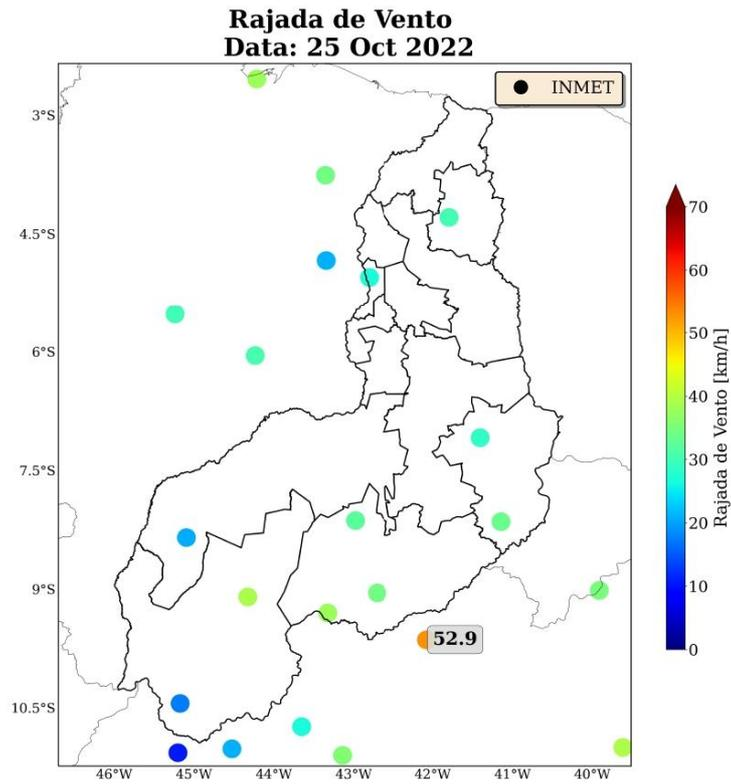 Rajada de Vento
Data: 25 Oct 2022
INMET
3°S
4.5°S
6°S
7.5°S
9°S
10.5°S
52.9
46°W 45°W 44°W 43°W 42°W 41°W 40°W
70
60
50
40
30
20
10
0
Rajada de Vento [km/h]